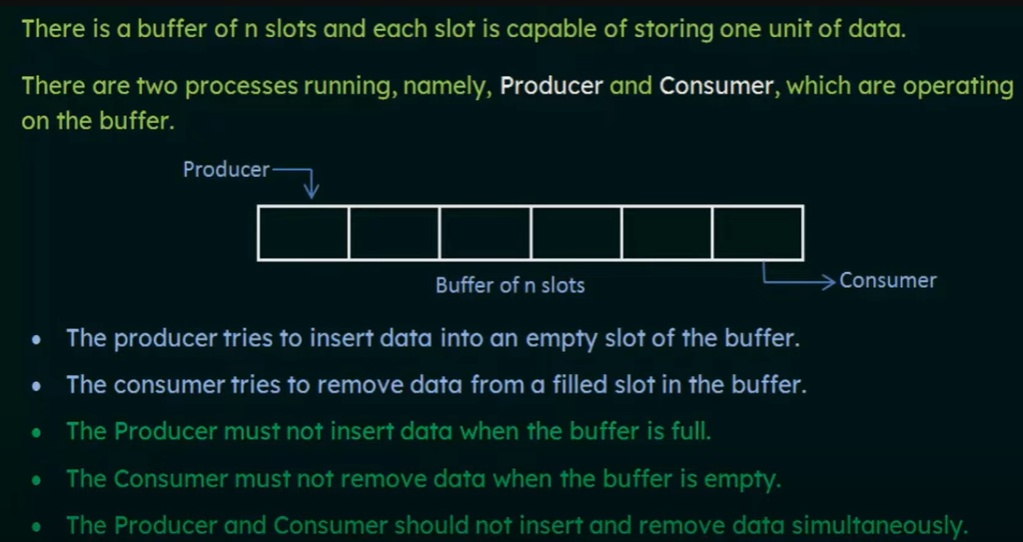 There is a buffer of n slots and each slot is capable of storing one unit of data.
There are two processes running, namely, Producer and Consumer, which are operating
on the buffer.
Producer
Buffer of n slots
Consumer
• The producer tries to insert data into an empty slot of the buffer.
• The consumer tries to remove data from a filled slot in the buffer.
• The Producer must not insert data when the buffer is full.
• The Consumer must not remove data when the buffer is empty.
• The Producer and Consumer should not insert and remove data simultaneously.